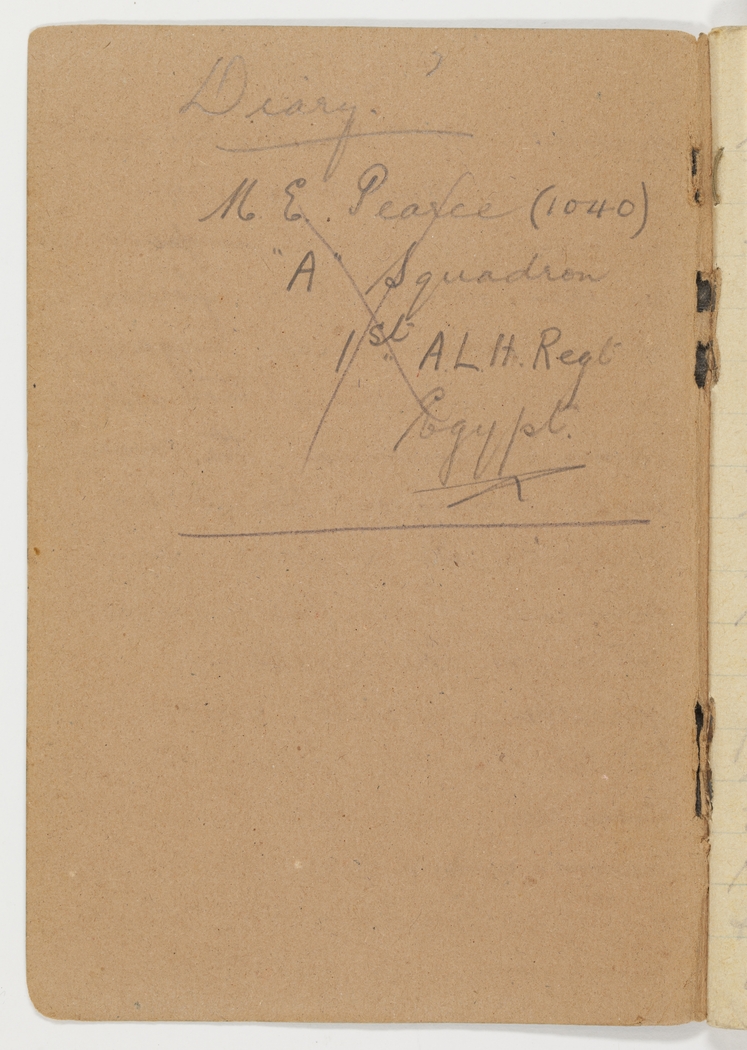 Diary.
M. E. Pearce (1040)
"A" Squadron
1st A L H. Regt
Egypt.